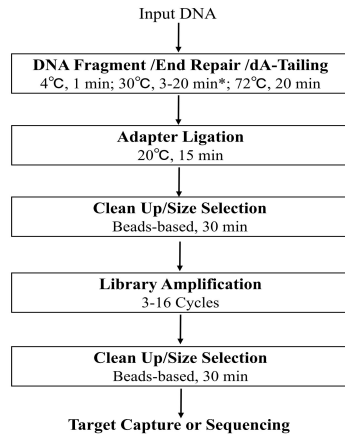 Input DNA
DNA Fragment /End Repair /dA-Tailing
4℃, 1 min; 30℃, 3-20 min*; 72℃, 20 min
Adapter Ligation
20℃, 15 min
Clean Up/Size Selection
Beads-based, 30 min
Library Amplification
3-16 Cycles
Clean Up/Size Selection
Beads-based, 30 min
Target Capture or Sequencing